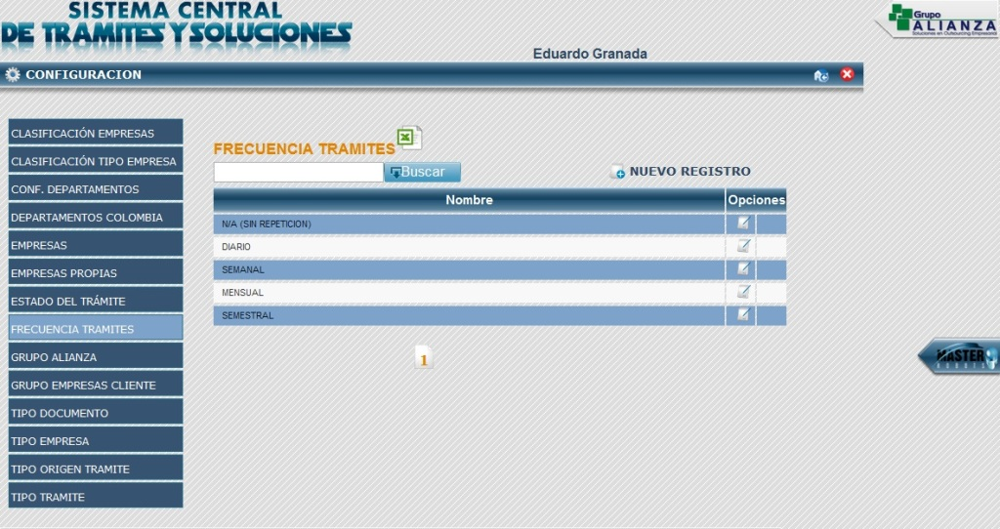 SISTEMA CENTRAL
DE TRAMITES Y SOLUCIONES
Grupo
ALIANZA
Soluciones en Outsourcing Empresarial
Eduardo Granada
CONFIGURACION
CLASIFICACIÓN EMPRESAS
CLASIFICACIÓN TIPO EMPRESA
CONF. DEPARTAMENTOS
DEPARTAMENTOS COLOMBIA
EMPRESAS
EMPRESAS PROPIAS
ESTADO DEL TRÁMITE
FRECUENCIA TRAMITES
GRUPO ALIANZA
GRUPO EMPRESAS CLIENTE
TIPO DOCUMENTO
TIPO EMPRESA
TIPO ORIGEN TRAMITE
TIPO TRAMITE
FRECUENCIA TRAMITES
Buscar
NUEVO REGISTRO
Nombre Opciones
N/A (SIN REPETICION)
DIARIO
SEMANAL
MENSUAL
SEMESTRAL
1
MASTER